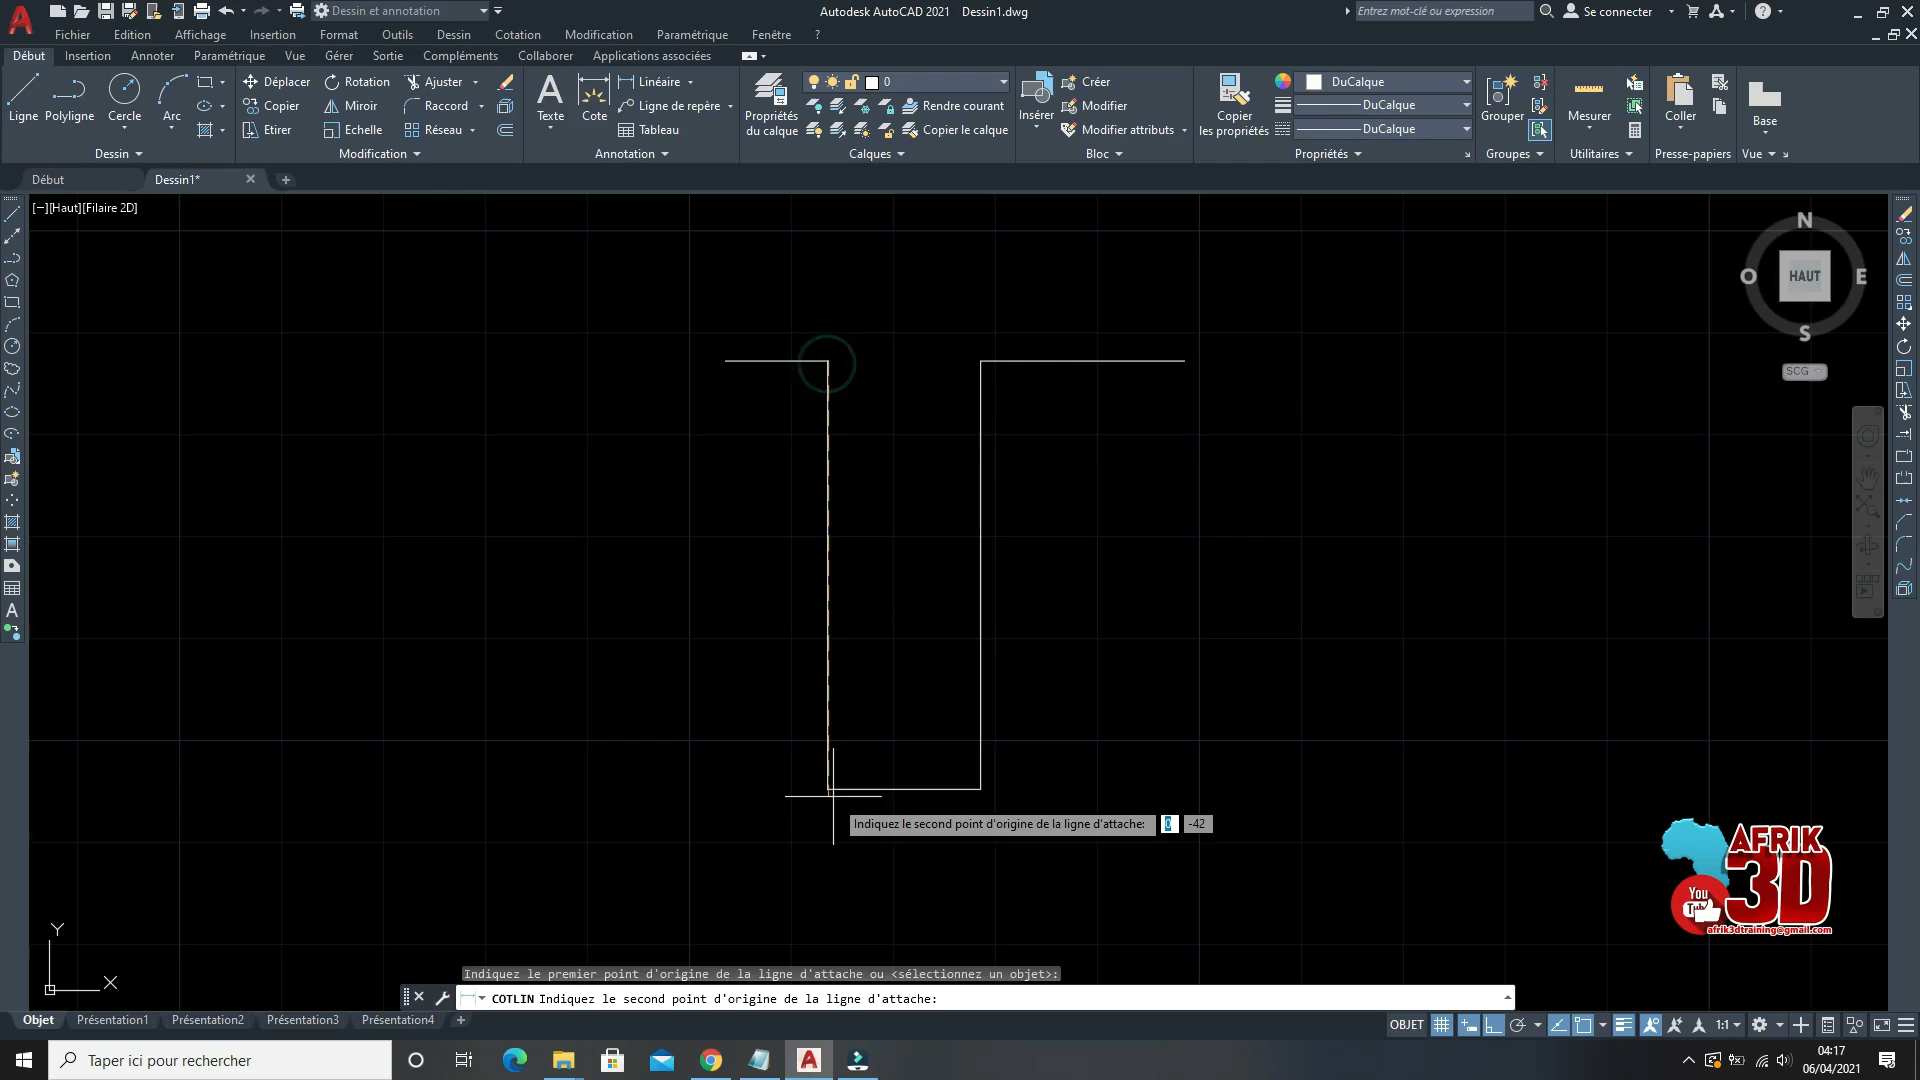 Dessin et annotation
Autodesk AutoCAD 2021 Dessin1.dwg
Entrez mot-clé ou expression
Se connecter
Fichier Edition Affichage Insertion Format Outils Dessin Cotation Modification Paramétrique Fenêtre ?
Début Insertion Annoter Paramétrique Vue Gérer Sortie Compléments Collaborer Applications associées
Ligne Polyligne Cercle Arc
Déplacer Rotation Ajuster
Copier Miroir Raccord
Etirer Echelle Réseau
Texte Cote
Linéaire
Ligne de repère
Tableau
Propriétés
du calque
0
Rendre courant
Copier le calque
Insérer
Créer
Modifier
Modifier attributs
Copier
les propriétés
DuCalque
DuCalque
DuCalque
Grouper
Mesurer
Coller
Base
Dessin Modification Annotation Calques Bloc Propriétés Groupes Utilitaires Presse-papiers Vue
Début Dessin1*
[−][Haut][Filaire 2D]
N
O HAUT E
S
SCG
Indiquez le second point d'origine de la ligne d'attache: 0 -42
AFRIK
3D
You
Tube
afrik3dtraining@gmail.com
Y
X
Indiquez le premier point d'origine de la ligne d'attache ou <sélectionnez un objet>:
COTLIN Indiquez le second point d'origine de la ligne d'attache:
Objet Présentation1 Présentation2 Présentation3 Présentation4 +
OBJET 1:1
Taper ici pour rechercher
04:17
06/04/2021